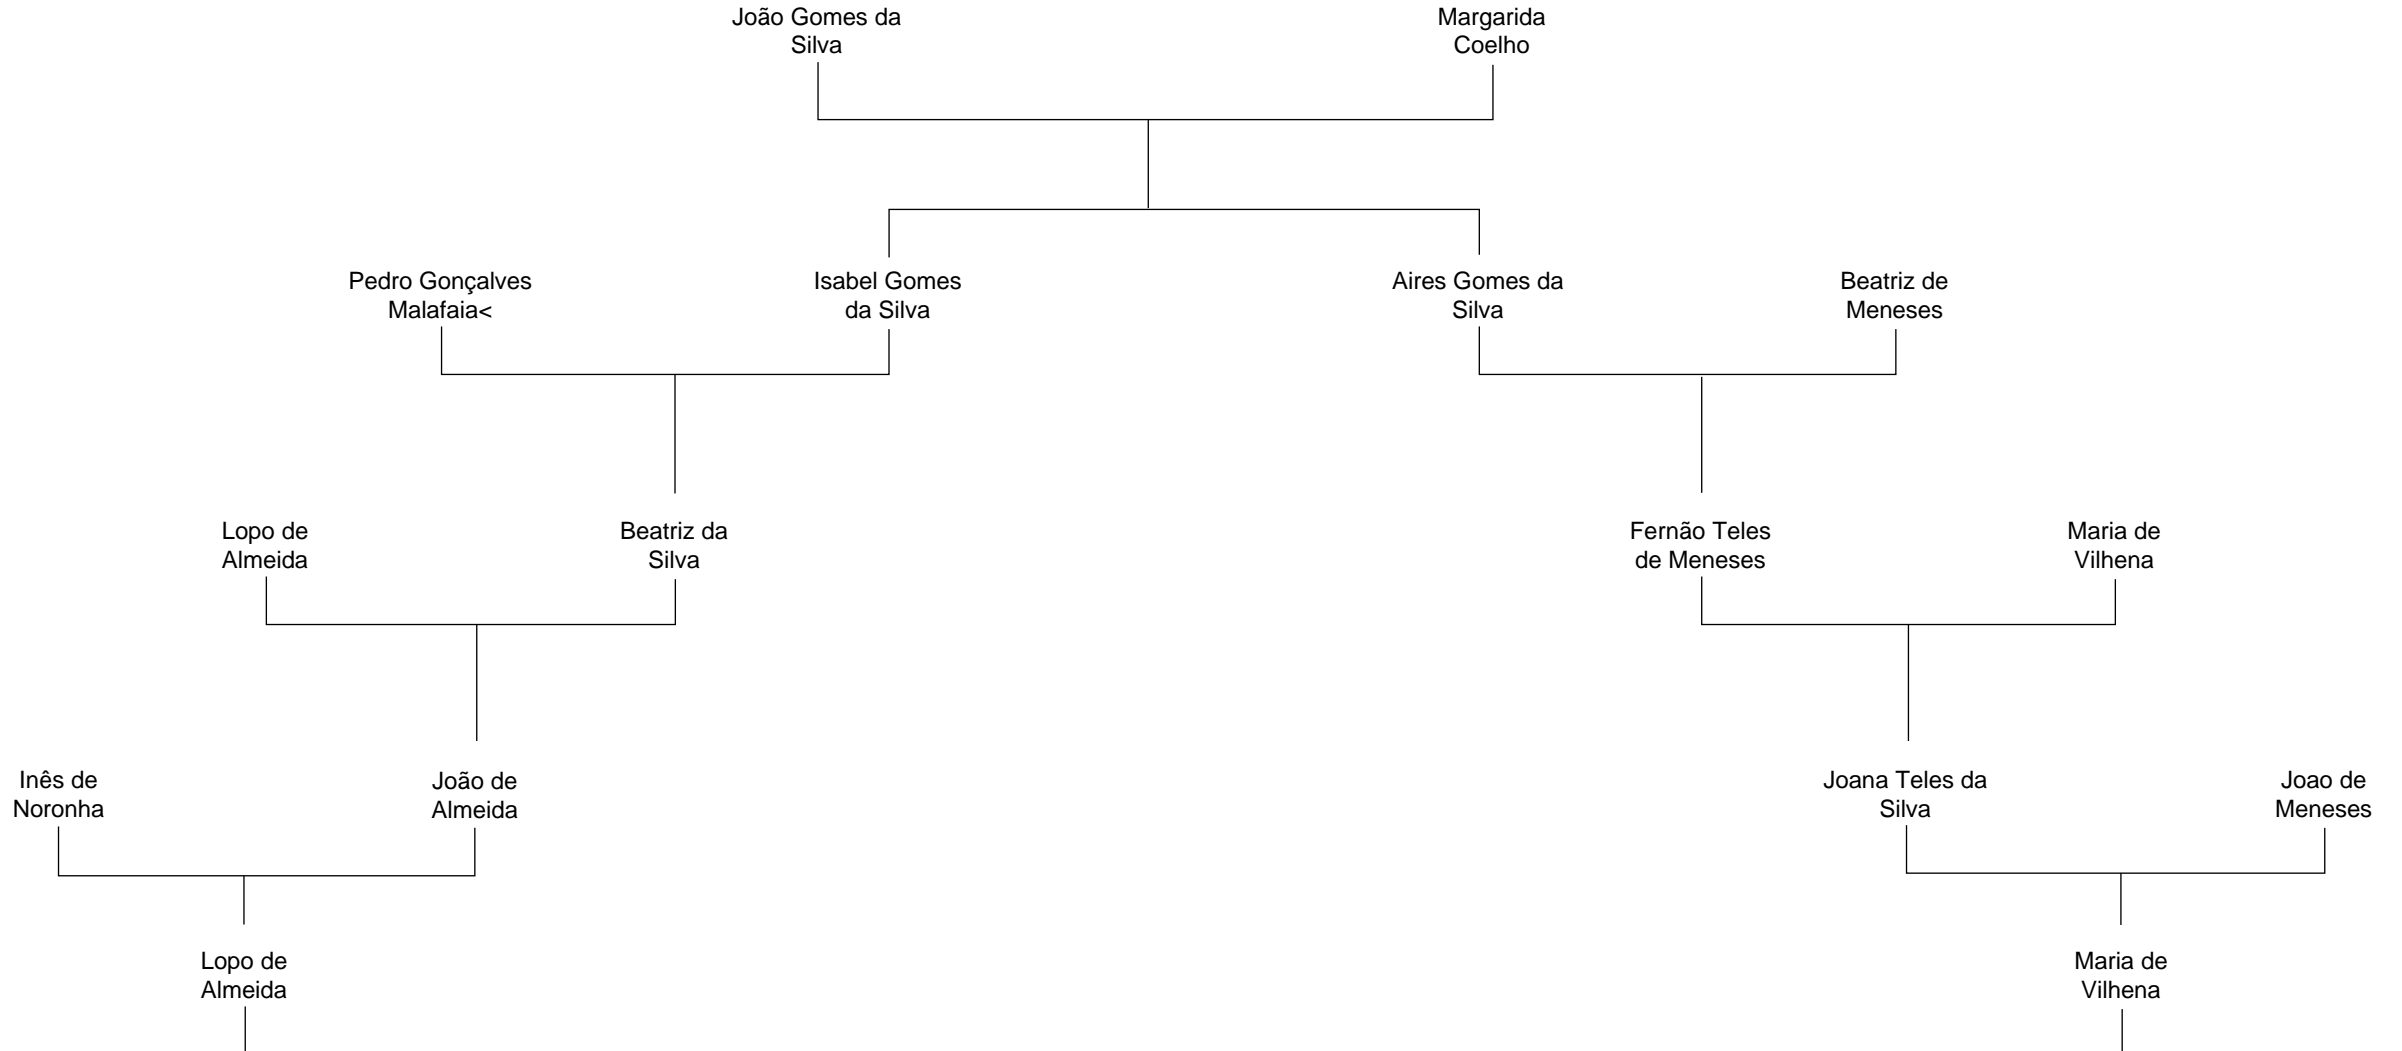 João Gomes da
Silva
Margarida
Coelho
Pedro Gonçalves
Malafaia<
Isabel Gomes
da Silva
Aires Gomes da
Silva
Beatriz de
Meneses
Lopo de
Almeida
Beatriz da
Silva
Fernão Teles
de Meneses
Maria de
Vilhena
Inês de
Noronha
João de
Almeida
Joana Teles da
Silva
Joao de
Meneses
Lopo de
Almeida
Maria de
Vilhena